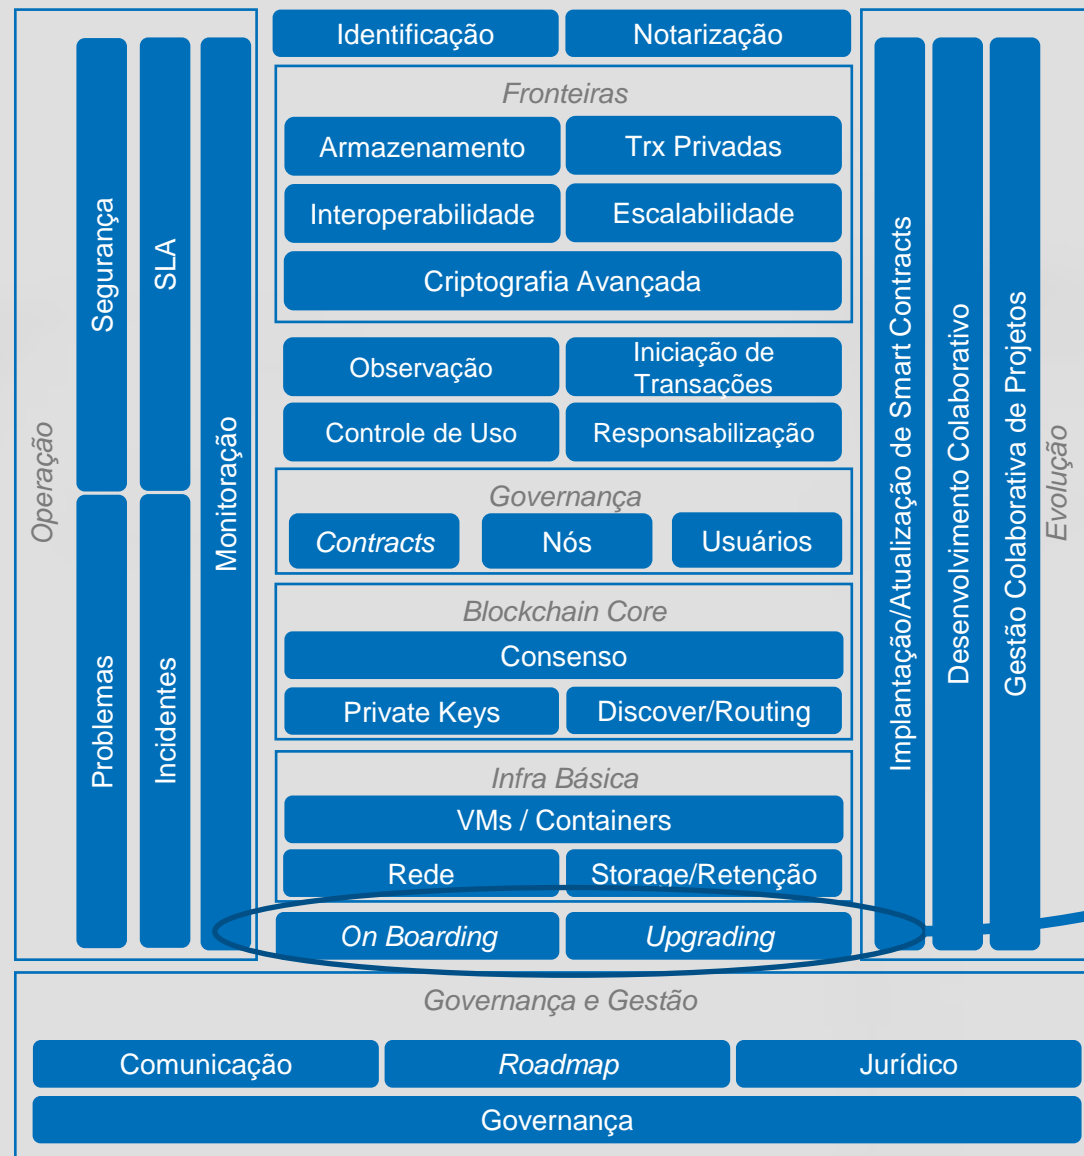 Operação
Segurança
SLA
Problemas
Incidentes
Monitoração
Identificação
Notarização
Fronteiras
Armazenamento
Trx Privadas
Interoperabilidade
Escalabilidade
Criptografia Avançada
Observação
Iniciação de
Transações
Controle de Uso
Responsabilização
Governança
Contracts
Nós
Usuários
Blockchain Core
Consenso
Private Keys
Discover/Routing
Infra Básica
VMs / Containers
Rede
Storage/Retenção
On Boarding
Upgrading
Implantação/Atualização de Smart Contracts
Desenvolvimento Colaborativo
Gestão Colaborativa de Projetos
Evolução
Governança e Gestão
Comunicação
Roadmap
Jurídico
Governança